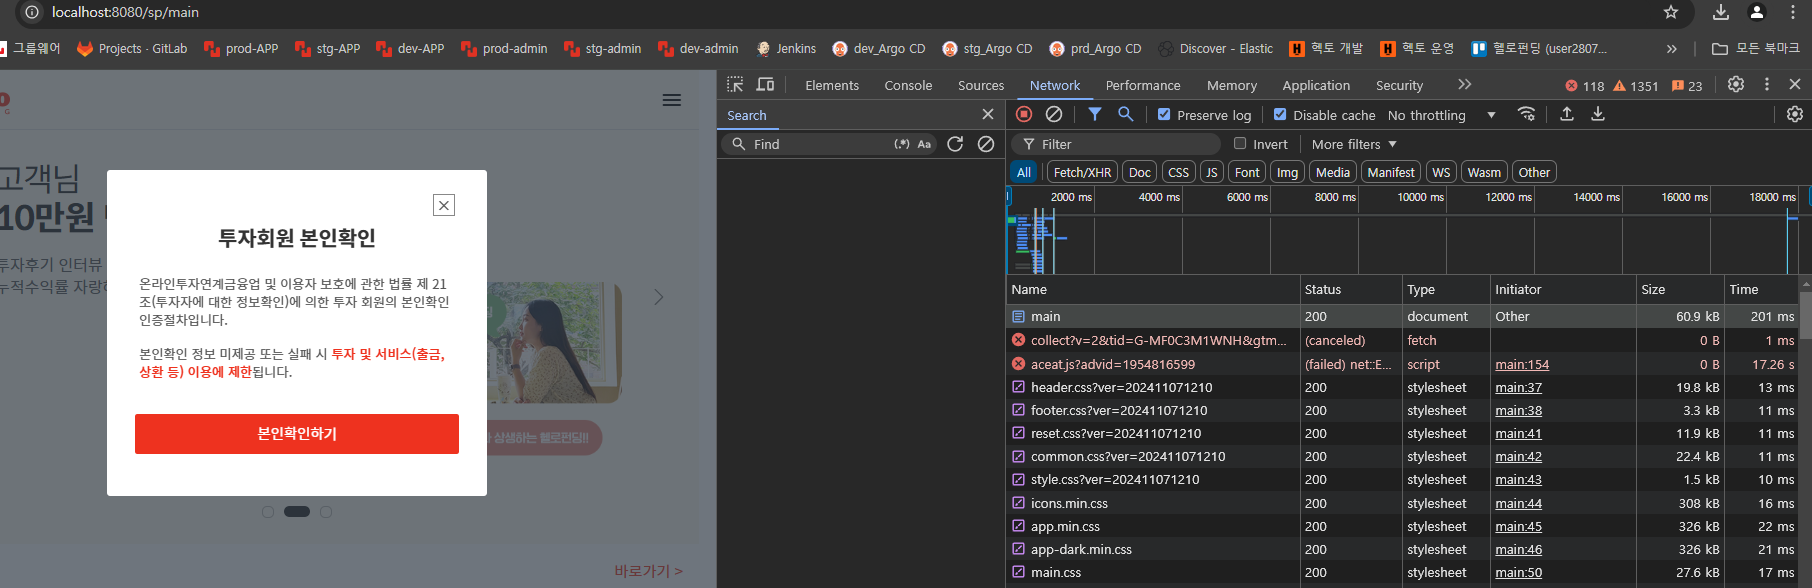 localhost:8080/sp/main
그룹웨어 Projects · GitLab prod-APP stg-APP dev-APP prod-admin stg-admin dev-admin Jenkins dev_Argo CD stg_Argo CD prd_Argo CD Discover - Elastic 핵토 개발 핵토 운영 헬로펀딩 (user2807... » 모든 북마크
고객님
10만원
투자후기 인터뷰
누적수익률 자랑하
투자회원 본인확인
온라인투자연계금융업 및 이용자 보호에 관한 법률 제 21
조(투자자에 대한 정보확인)에 의한 투자 회원의 본인확인
인증절차입니다.
본인확인 정보 미제공 또는 실패 시 투자 및 서비스(출금,
상환 등) 이용에 제한됩니다.
본인확인하기
상생하는 헬로펀딩!!
바로가기 >
Elements Console Sources Network Performance Memory Application Security » 118 1351 23
Search
Find (.*) Aa
Preserve log Disable cache No throttling
Filter Invert More filters
All Fetch/XHR Doc CSS JS Font Img Media Manifest WS Wasm Other
2000 ms 4000 ms 6000 ms 8000 ms 10000 ms 12000 ms 14000 ms 16000 ms 18000 ms
Name Status Type Initiator Size Time
main 200 document Other 60.9 kB 201 ms
collect?v=2&tid=G-MF0C3M1WNH&gtm... (canceled) fetch 0 B 1 ms
aceat.js?advid=1954816599 (failed) net::E... script main:154 0 B 17.26 s
header.css?ver=202411071210 200 stylesheet main:37 19.8 kB 13 ms
footer.css?ver=202411071210 200 stylesheet main:38 3.3 kB 11 ms
reset.css?ver=202411071210 200 stylesheet main:41 11.9 kB 11 ms
common.css?ver=202411071210 200 stylesheet main:42 22.4 kB 11 ms
style.css?ver=202411071210 200 stylesheet main:43 1.5 kB 10 ms
icons.min.css 200 stylesheet main:44 308 kB 16 ms
app.min.css 200 stylesheet main:45 326 kB 22 ms
app-dark.min.css 200 stylesheet main:46 326 kB 21 ms
main.css 200 stylesheet main:50 27.6 kB 17 ms